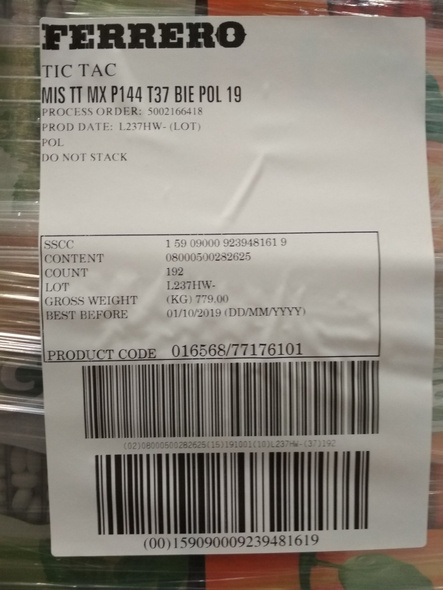 FERRERO
TIC TAC
MIS TT MX P144 T37 BIE POL 19
PROCESS ORDER: 5002166418
PROD DATE: L237HW- (LOT)
POL
DO NOT STACK
SSCC 1 59 09000 923948161 9
CONTENT 08000500282625
COUNT 192
LOT L237HW-
GROSS WEIGHT (KG) 779.00
BEST BEFORE 01/10/2019 (DD/MM/YYYY)
PRODUCT CODE 016568/77176101
(02)08000500282625(15)191001(10)L237HW-(37)192
(00)159090009239481619